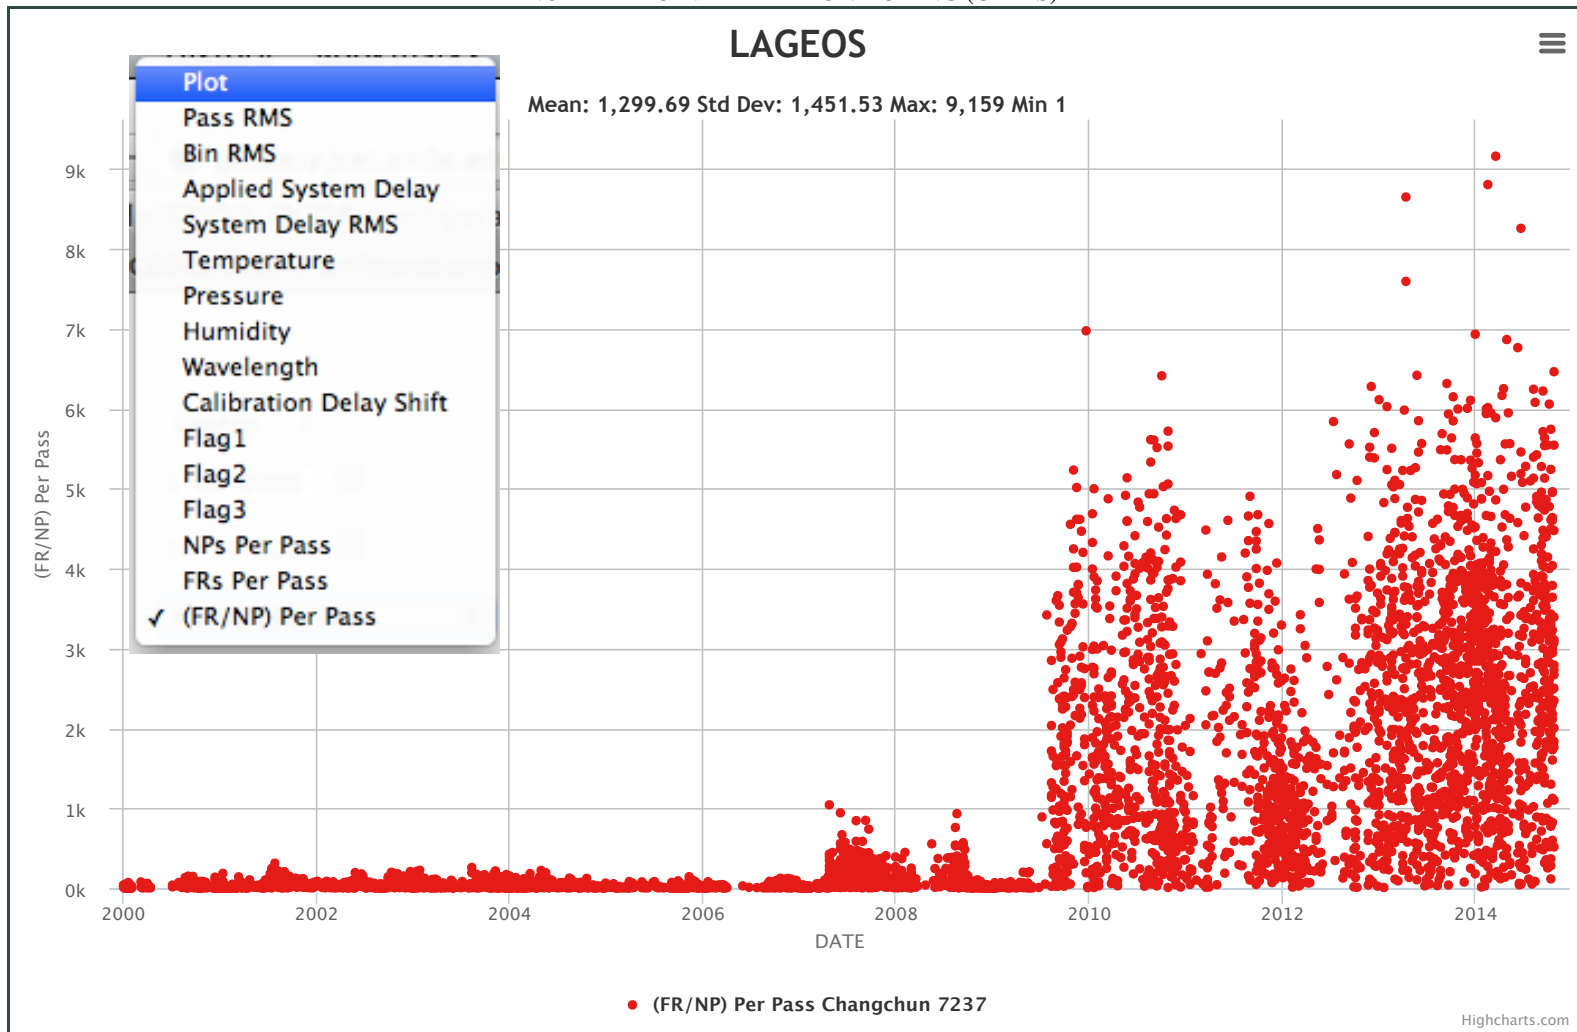 LAGEOS
Mean: 1,299.69 Std Dev: 1,451.53 Max: 9,159 Min 1
Plot
Pass RMS
Bin RMS
Applied System Delay
System Delay RMS
Temperature
Pressure
Humidity
Wavelength
Calibration Delay Shift
Flag1
Flag2
Flag3
NPs Per Pass
FRs Per Pass
✓ (FR/NP) Per Pass
(FR/NP) Per Pass
9k
8k
7k
6k
5k
4k
3k
2k
1k
0k
2000 2002 2004 2006 2008 2010 2012 2014
DATE
(FR/NP) Per Pass Changchun 7237
Highcharts.com